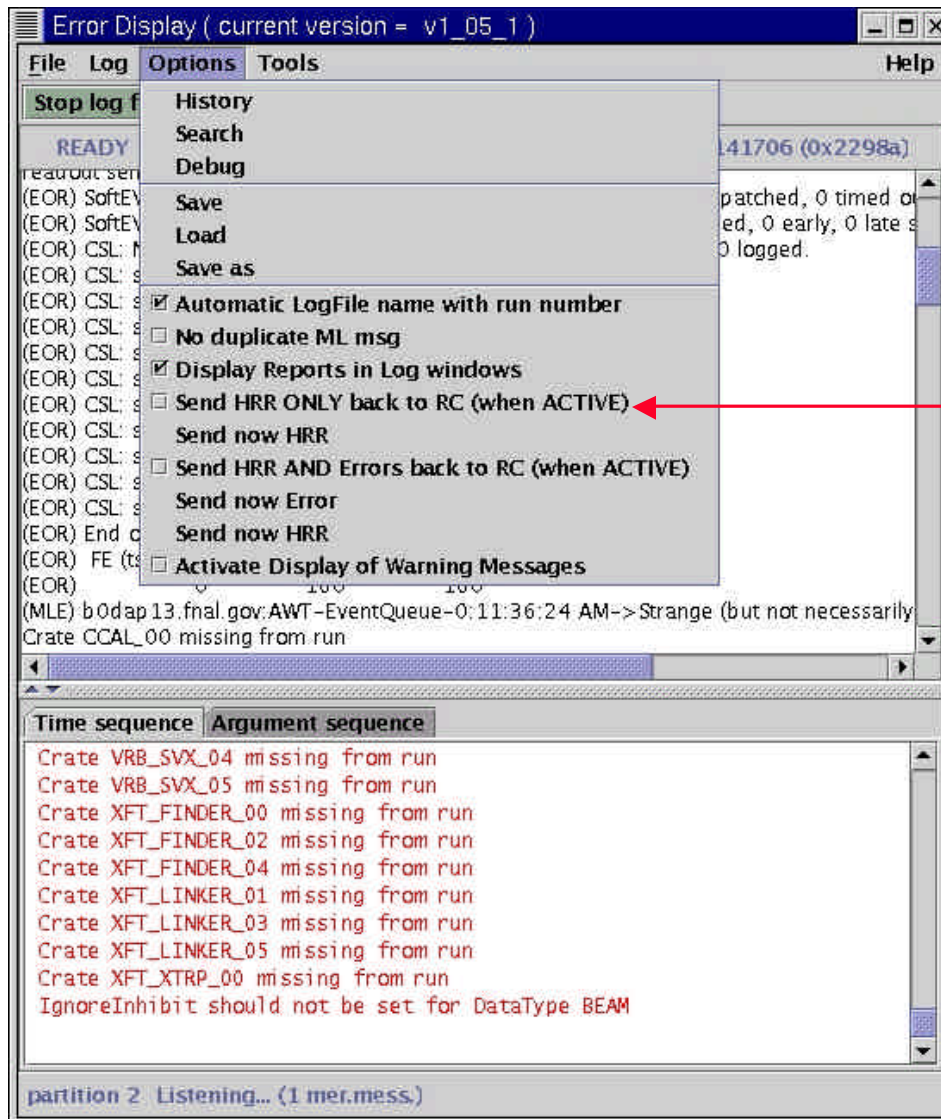 Error Display ( current version = v1_05_1 )
File Log Options Tools Help
Stop log f
READY 141706 (0x2298a)
History
Search
Debug
Save
Load
Save as
Automatic LogFile name with run number
No duplicate ML msg
Display Reports in Log windows
Send HRR ONLY back to RC (when ACTIVE)
Send now HRR
Send HRR AND Errors back to RC (when ACTIVE)
Send now Error
Send now HRR
Activate Display of Warning Messages
readout sen
(EOR) SoftEV patched, 0 timed ou
(EOR) SoftEV ed, 0 early, 0 late s
(EOR) CSL: N 0 logged.
(EOR) CSL: s
(EOR) CSL: s
(EOR) CSL: s
(EOR) CSL: s
(EOR) CSL: s
(EOR) CSL: s
(EOR) CSL: s
(EOR) CSL: s
(EOR) CSL: s
(EOR) CSL: s
(EOR) End o
(EOR) FE (ts
(EOR) 0 100 100
(MLE) b0dap13.fnal.gov:AWT-EventQueue-0:11:36:24 AM->Strange (but not necessarily
Crate CCAL_00 missing from run
Time sequence Argument sequence
Crate VRB_SVX_04 missing from run
Crate VRB_SVX_05 missing from run
Crate XFT_FINDER_00 missing from run
Crate XFT_FINDER_02 missing from run
Crate XFT_FINDER_04 missing from run
Crate XFT_LINKER_01 missing from run
Crate XFT_LINKER_03 missing from run
Crate XFT_LINKER_05 missing from run
Crate XFT_XTRP_00 missing from run
IgnoreInhibit should not be set for DataType BEAM
partition 2 Listening... (1 mer.mess.)